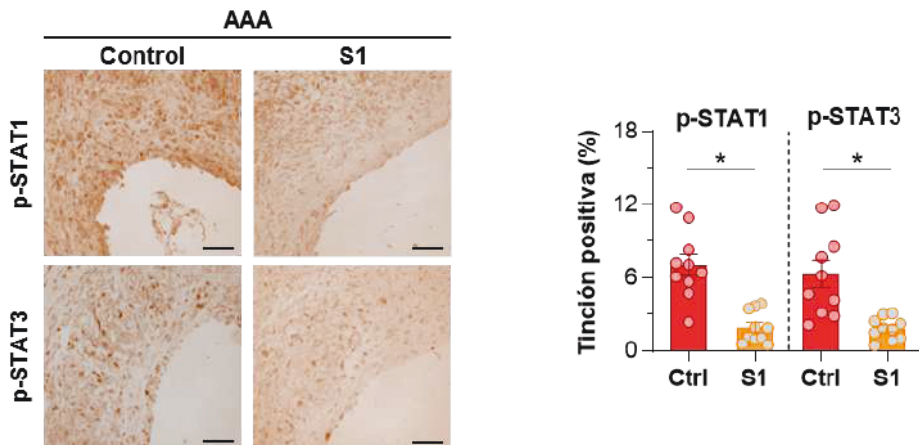 AAA
Control S1
p-STAT1
p-STAT3
p-STAT1 p-STAT3
* *
Tinción positiva (%)
18
12
6
0
Ctrl S1 Ctrl S1